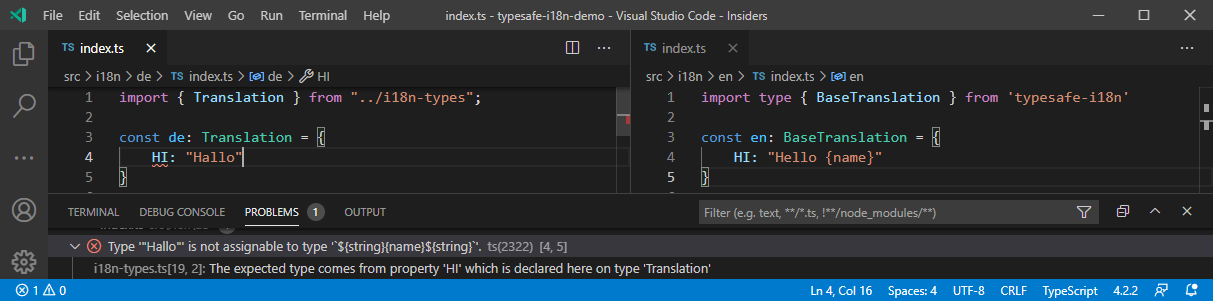 File Edit Selection View Go Run Terminal Help index.ts - typesafe-i18n-demo - Visual Studio Code - Insiders
TS index.ts
src > i18n > de > TS index.ts > de > HI
1 import { Translation } from "../i18n-types";
2
3 const de: Translation = {
4 HI: "Hallo"
5 }
TS index.ts
src > i18n > en > TS index.ts > en
1 import type { BaseTranslation } from 'typesafe-i18n'
2
3 const en: BaseTranslation = {
4 HI: "Hello {name}"
5 }
TERMINAL DEBUG CONSOLE PROBLEMS 1 OUTPUT Filter (e.g. text, **/*.ts, !**/node_modules/**)
Type '"Hallo"' is not assignable to type '`${string}{name}${string}`'. ts(2322) [4, 5]
i18n-types.ts[19, 2]: The expected type comes from property 'HI' which is declared here on type 'Translation'
1 0 Ln 4, Col 16 Spaces: 4 UTF-8 CRLF TypeScript 4.2.2